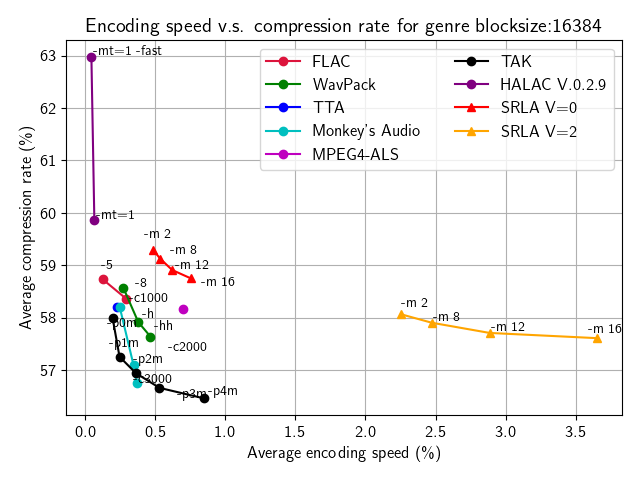 Encoding speed v.s. compression rate for genre blocksize:16384
Average compression rate (%)
63
62
61
60
59
58
57
-mt=1 -fast
-mt=1
FLAC
WavPack
TTA
Monkey's Audio
MPEG4-ALS
TAK
HALAC V.0.2.9
SRLA V=0
SRLA V=2
-m 2
-m 8
-m 12
-m 16
-5
-8
-c1000
-h
-hh
-p0m
-p1m
-c2000
-p2m
-c3000
-p3m
-p4m
-m 2
-m 8
-m 12
-m 16
0.0 0.5 1.0 1.5 2.0 2.5 3.0 3.5
Average encoding speed (%)